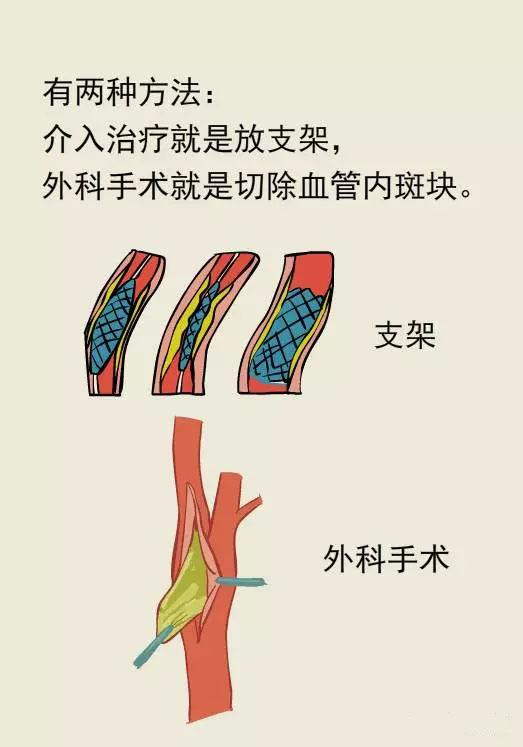 有两种方法：
介入治疗就是放支架，
外科手术就是切除血管内斑块。
支架
外科手术